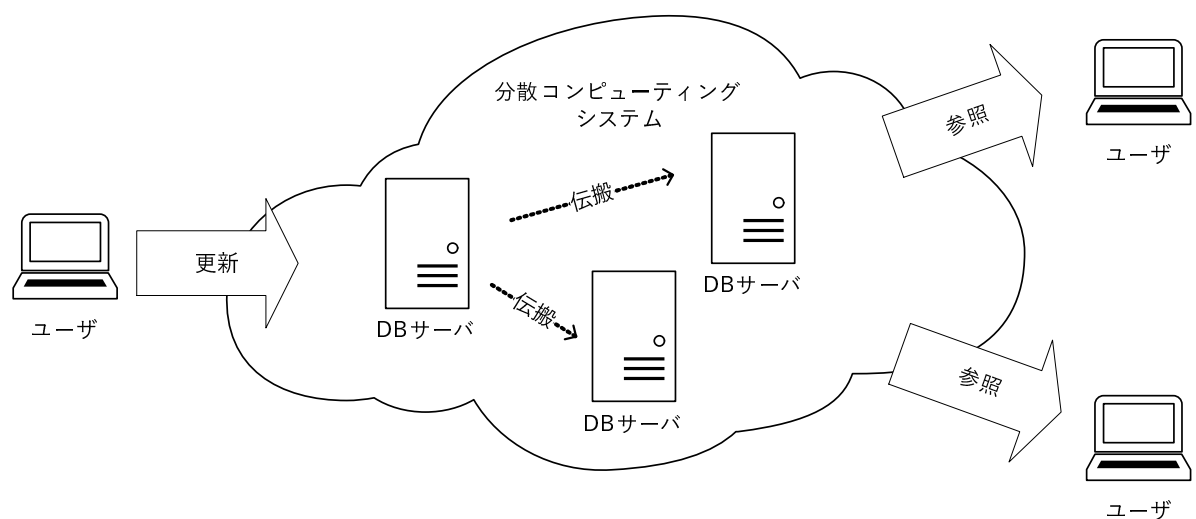 分散コンピューティング
システム
参照
ユーザ
伝搬
更新
DBサーバ
ユーザ
DBサーバ
伝搬
DBサーバ
参照
ユーザ